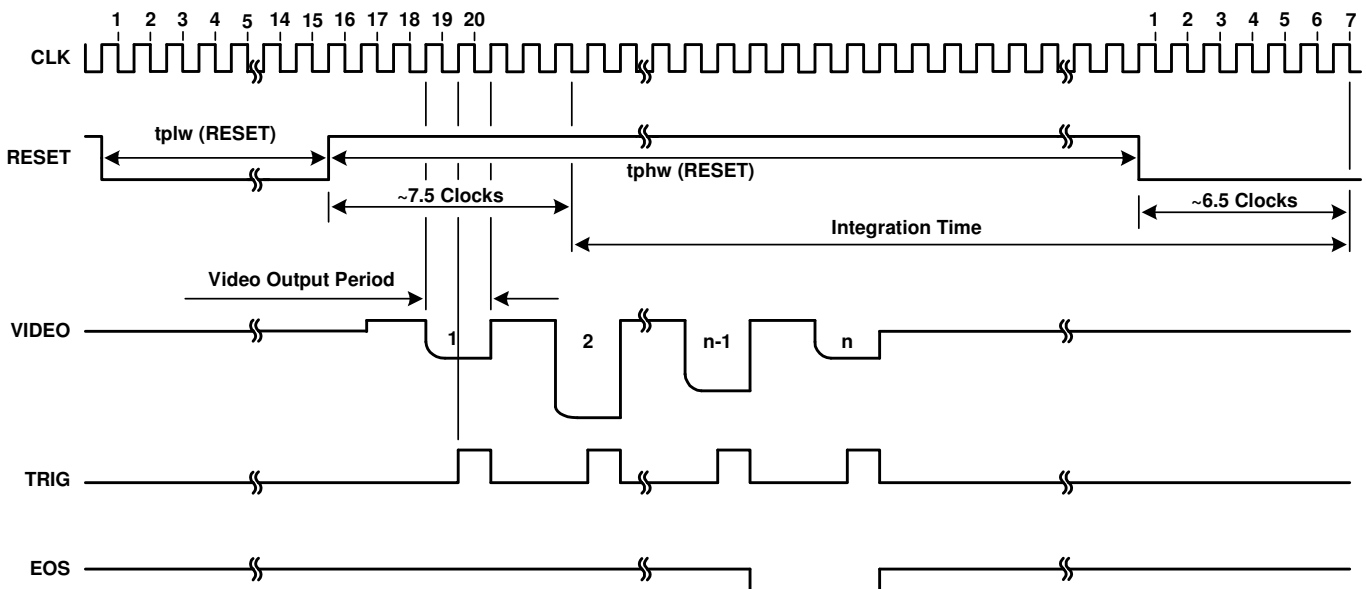 1 2 3 4 5 14 15 16 17 18 19 20 1 2 3 4 5 6 7
CLK
tplw (RESET)
RESET
tphw (RESET)
~7.5 Clocks
~6.5 Clocks
Integration Time
Video Output Period
VIDEO
1 2 n-1 n
TRIG
EOS